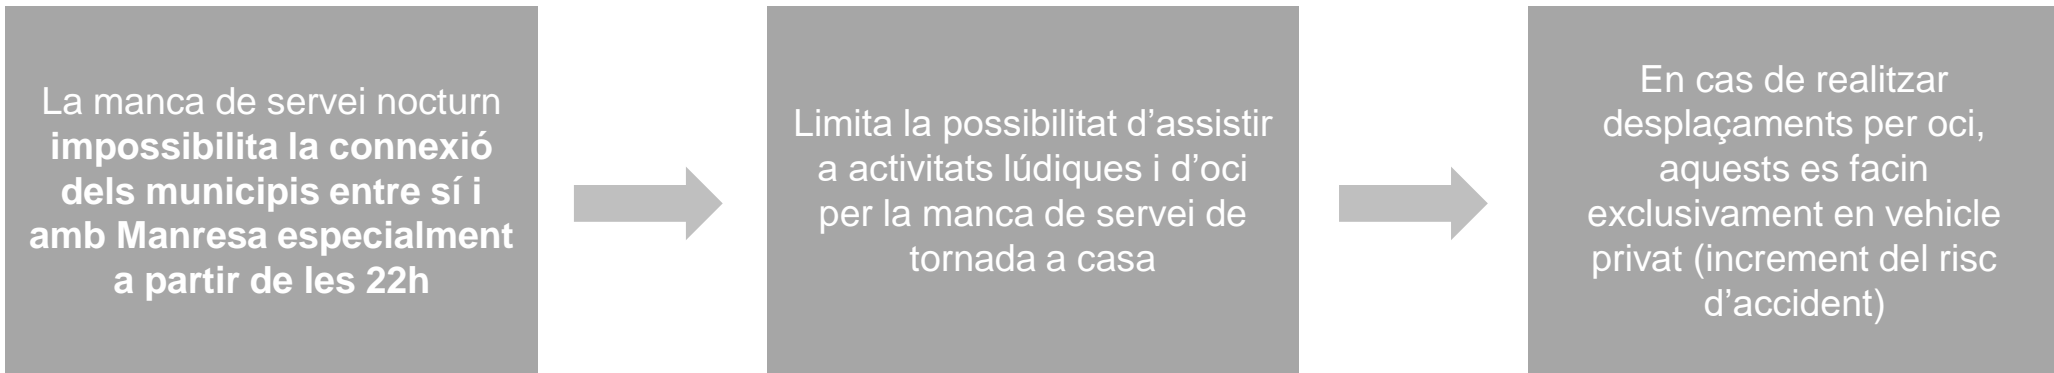 La manca de servei nocturn
impossibilita la connexió
dels municipis entre sí i
amb Manresa especialment
a partir de les 22h
Limita la possibilitat d’assistir
a activitats lúdiques i d’oci
per la manca de servei de
tornada a casa
En cas de realitzar
desplaçaments per oci,
aquests es facin
exclusivament en vehicle
privat (increment del risc
d’accident)